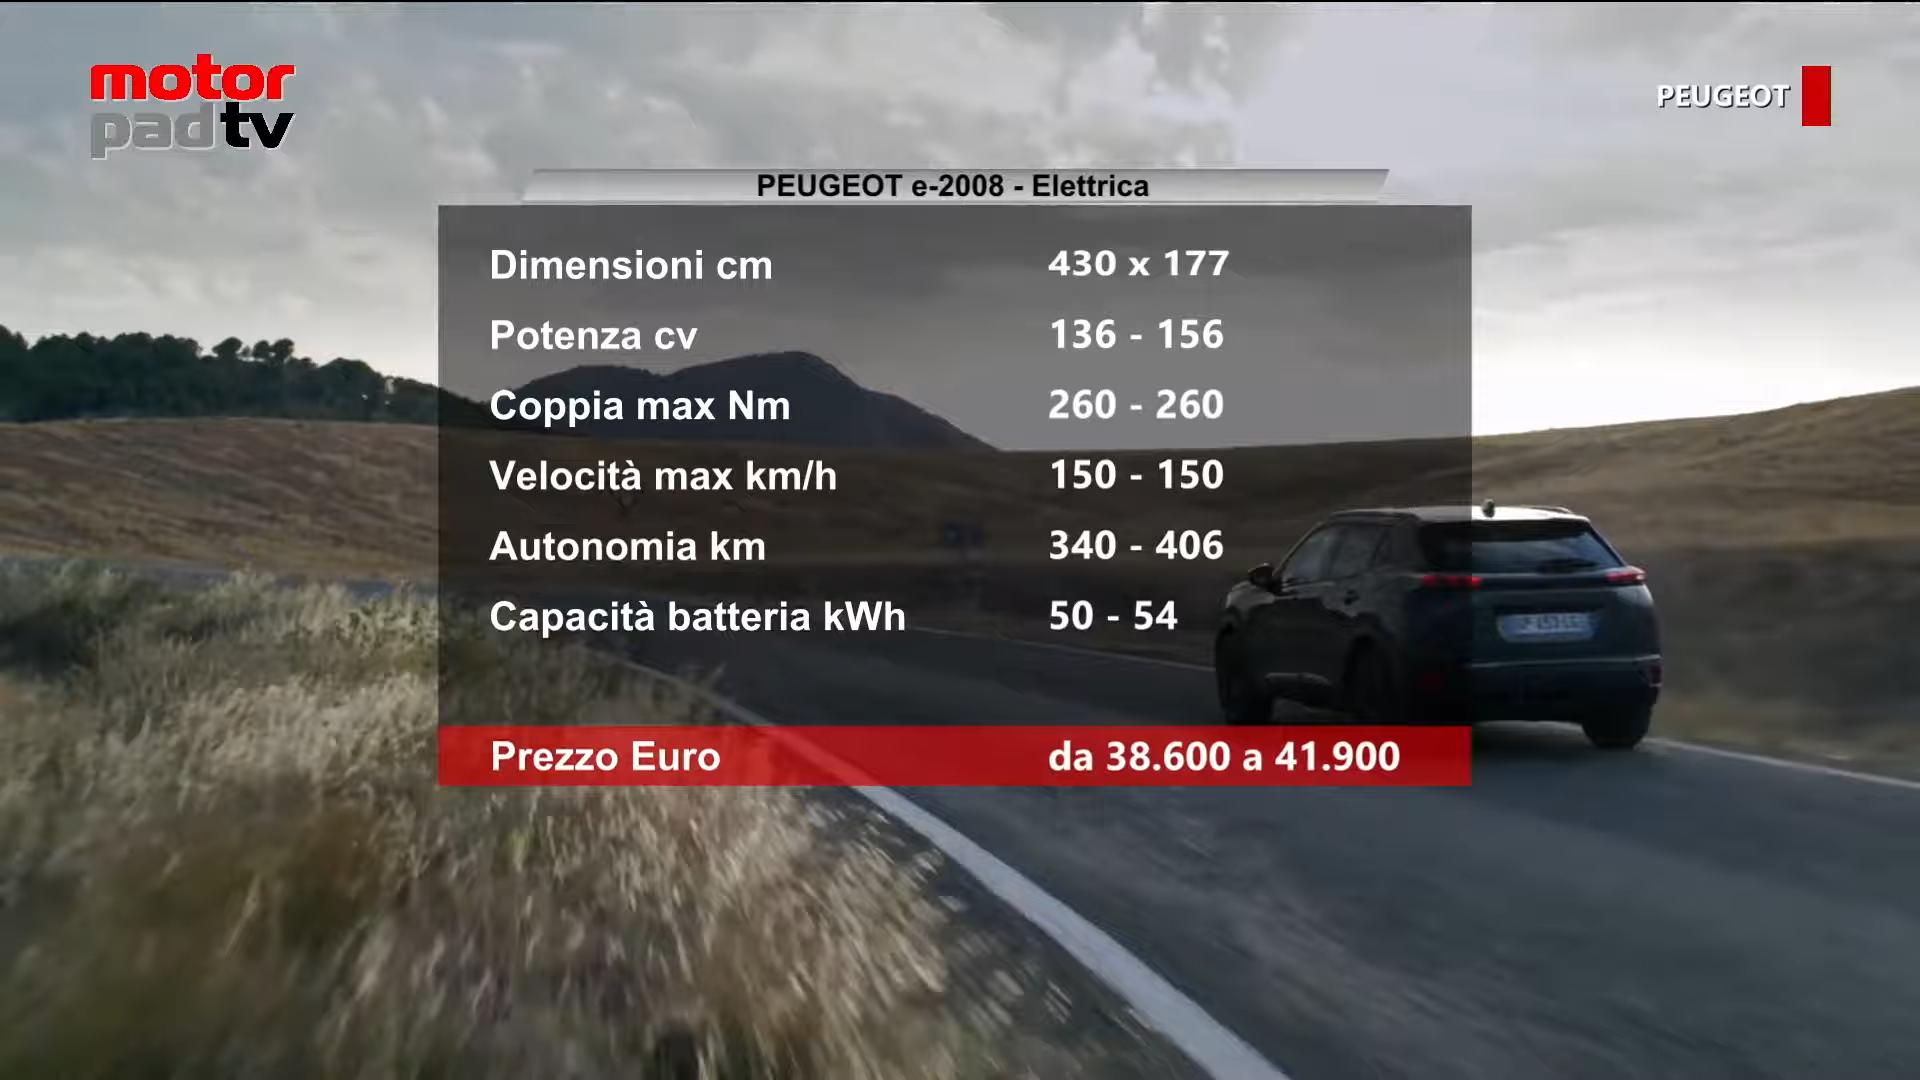 motor
padtv
PEUGEOT
PEUGEOT e-2008 - Elettrica
Dimensioni cm 430 x 177
Potenza cv 136 - 156
Coppia max Nm 260 - 260
Velocità max km/h 150 - 150
Autonomia km 340 - 406
Capacità batteria kWh 50 - 54
Prezzo Euro da 38.600 a 41.900